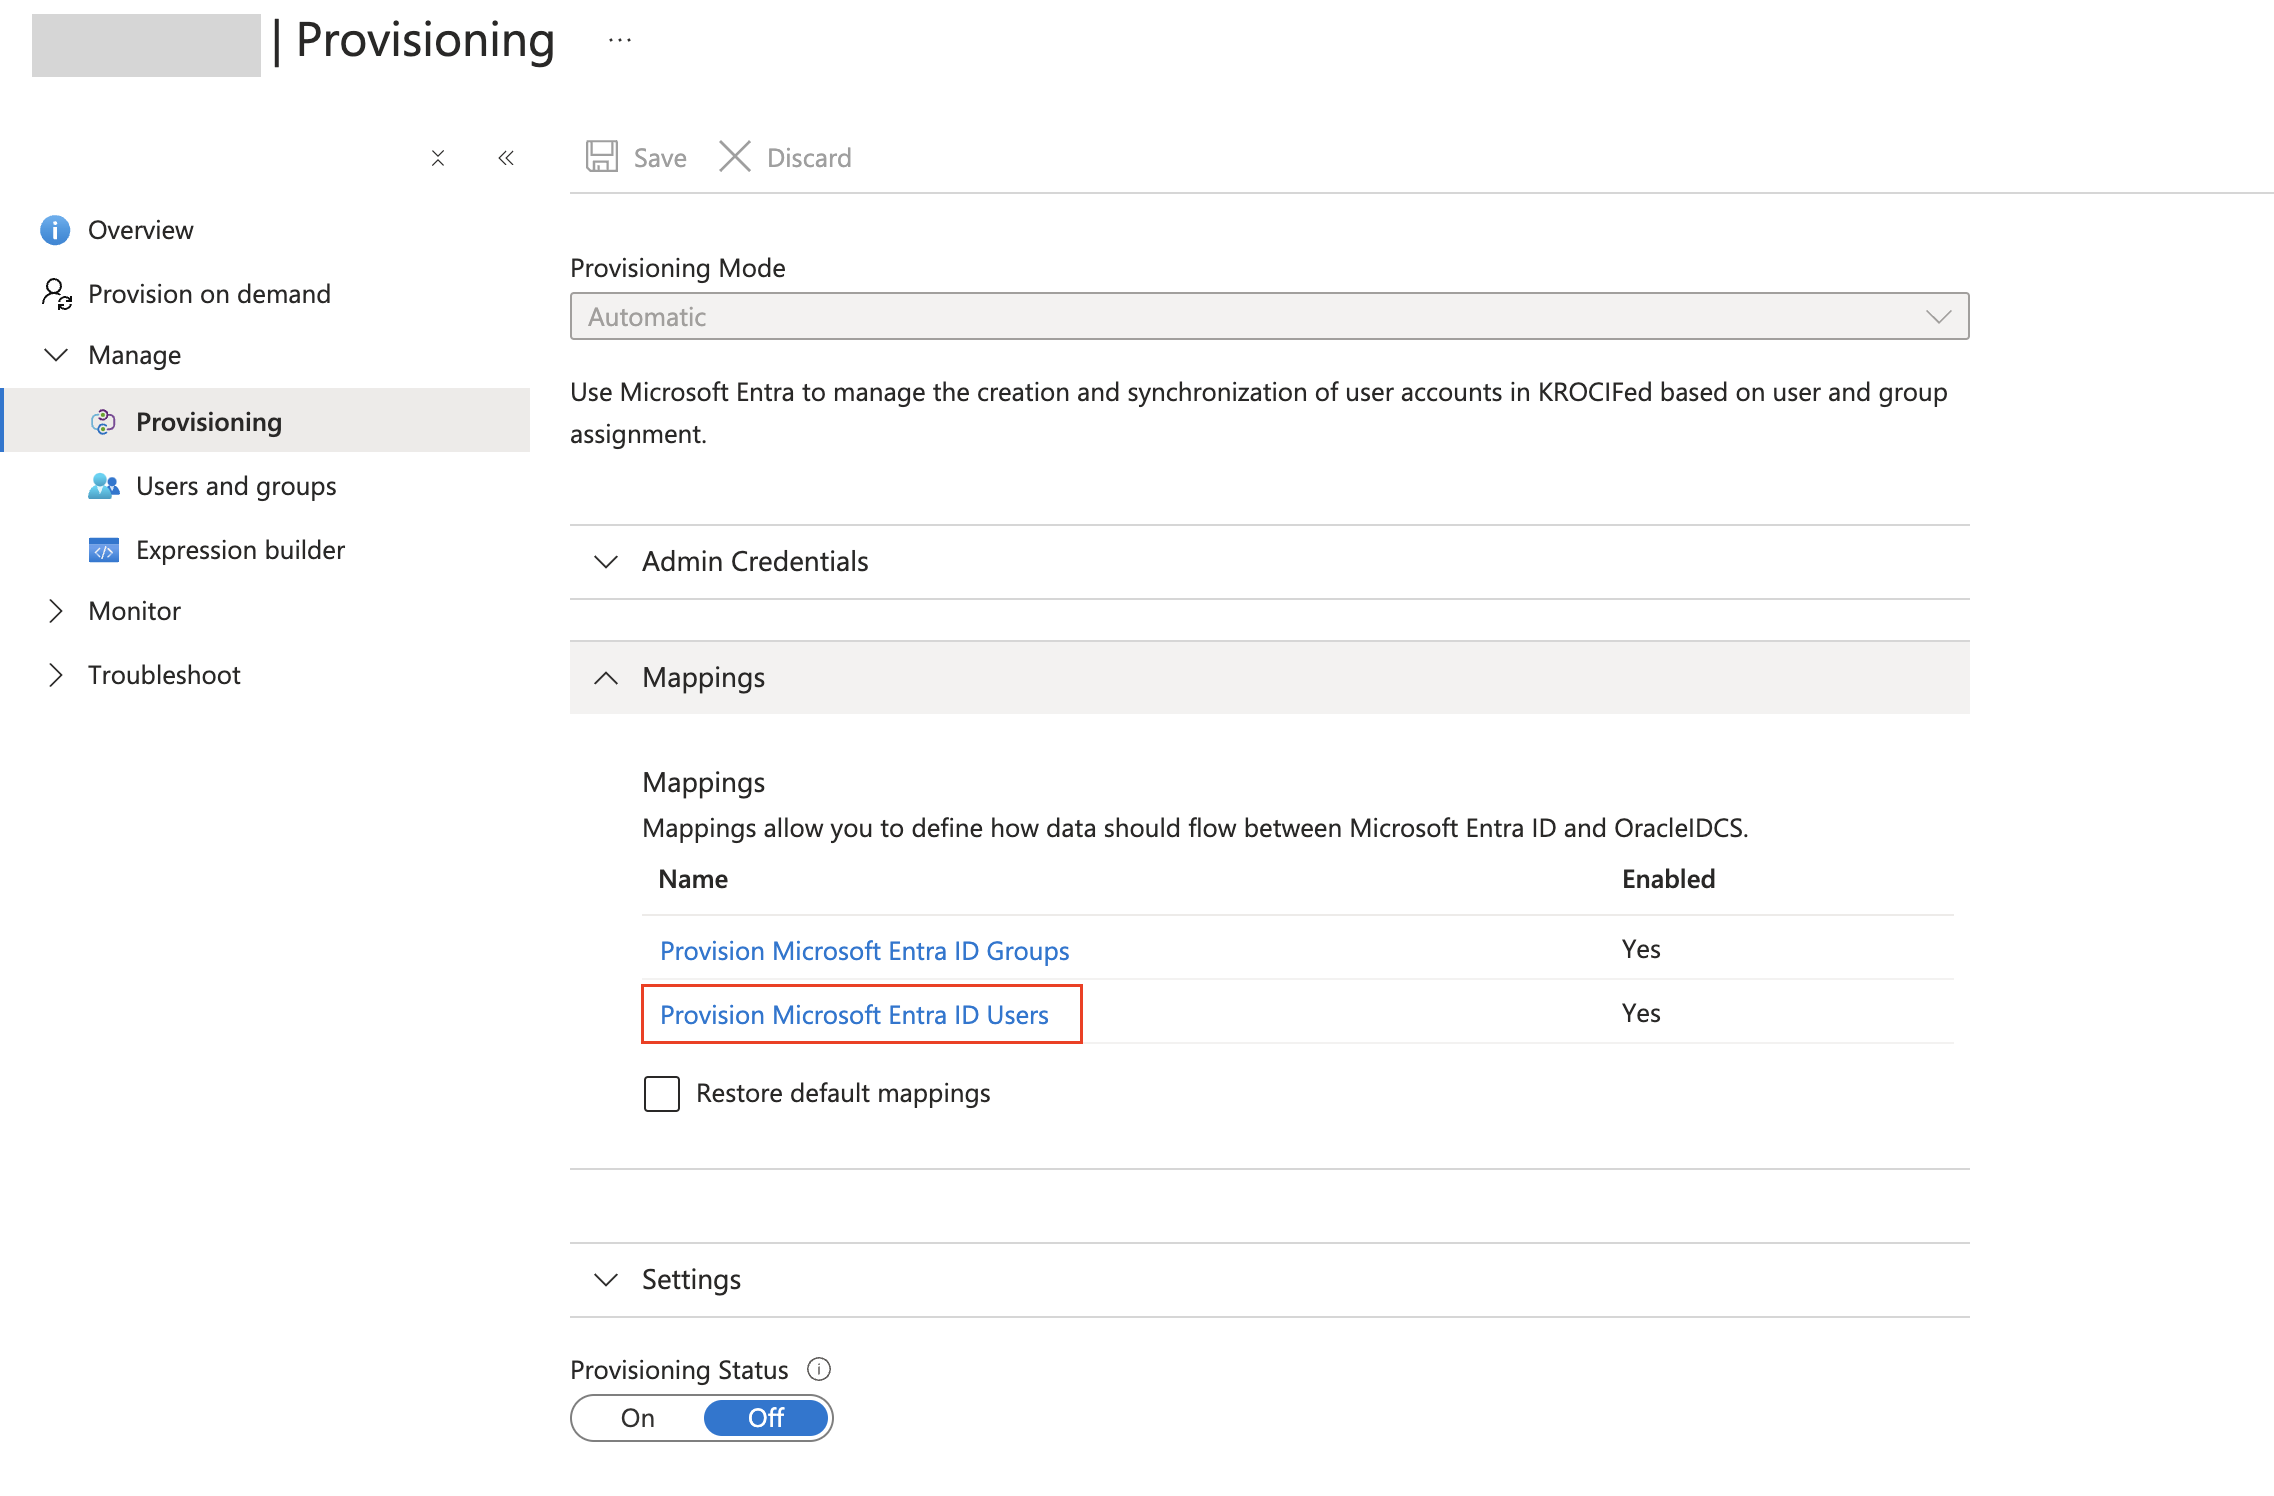 | Provisioning ...
Save Discard
Overview
Provision on demand
Manage
Provisioning
Users and groups
Expression builder
Monitor
Troubleshoot
Provisioning Mode
Automatic
Use Microsoft Entra to manage the creation and synchronization of user accounts in KROCIFed based on user and group
assignment.
Admin Credentials
Mappings
Mappings
Mappings allow you to define how data should flow between Microsoft Entra ID and OracleIDCS.
Name Enabled
Provision Microsoft Entra ID Groups Yes
Provision Microsoft Entra ID Users Yes
Restore default mappings
Settings
Provisioning Status
On Off